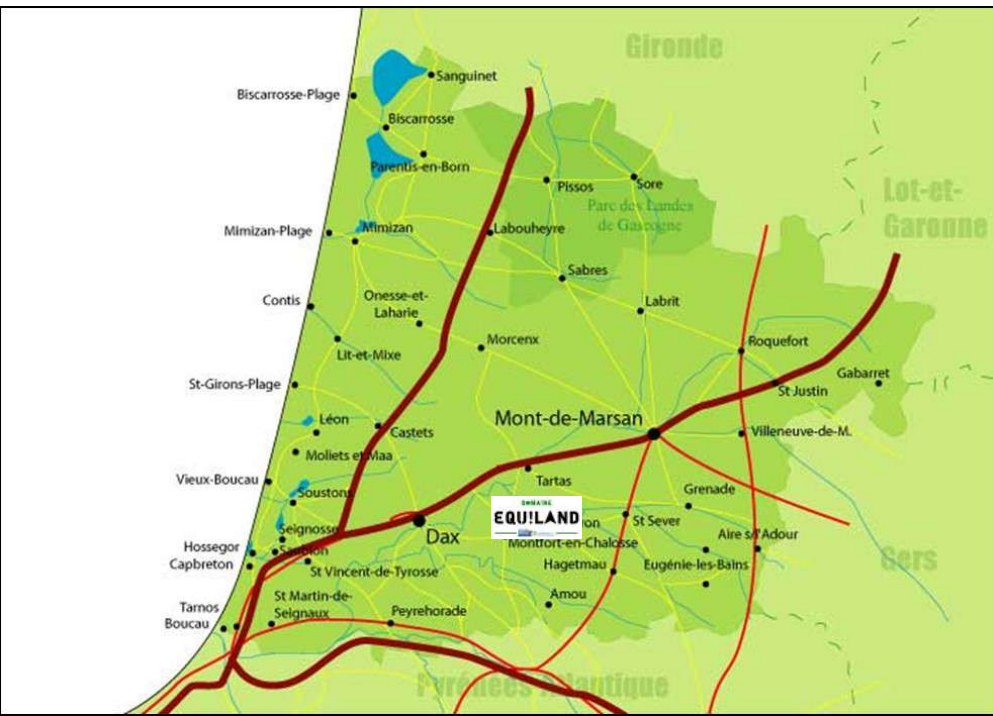 Gironde
Sanguinet
Biscarrosse-Plage
Biscarrosse
Parentis-en-Born
Pissos
Sore
Lot-et-
Garonne
Parc des Landes
de Gascogne
Mimizan-Plage
Mimizan
Labouheyre
Sabres
Contis
Onesse-et-
Laharie
Labrit
Lit-et-Mixe
Morcenx
Roquefort
St-Girons-Plage
Gabarret
St Justin
Léon
Castets
Mont-de-Marsan
Villeneuve-de-M.
Moliets et Maa
Vieux-Boucau
Soustons
Tartas
Grenade
DOMAINE
EQU!LAND
ron
St Sever
Seignosse
Dax
Aire s/l'Adour
Hossegor
Saubion
Montfort-en-Chalosse
Capbreton
St Vincent-de-Tyrosse
Hagetmau
Eugénie-les-Bains
Gers
Tarnos
St Martin-de-
Seignaux
Peyrehorade
Amou
Boucau
Pyrénées Atlantique